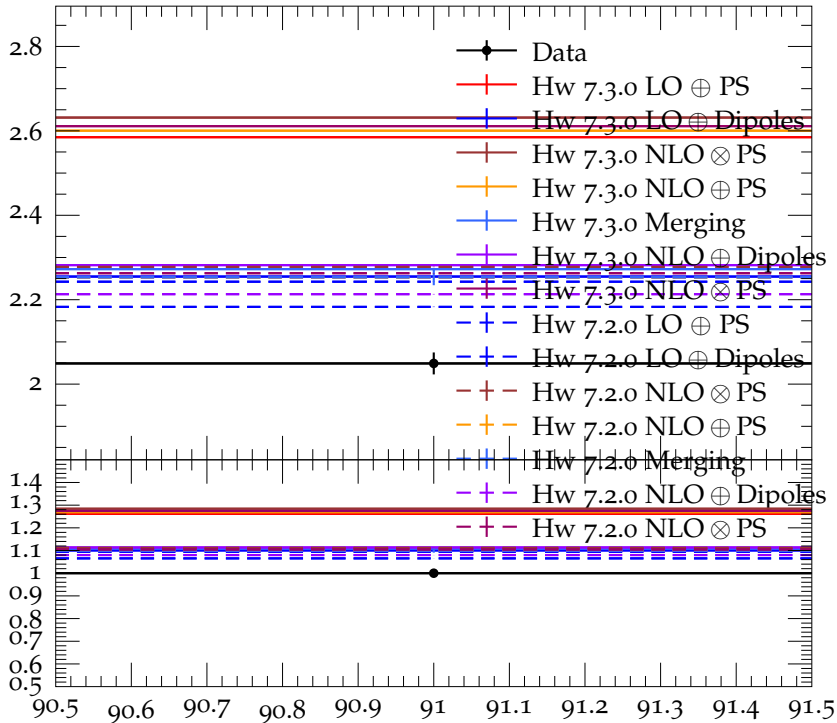 2.8
2.6
2.4
2.2
2
Data
Hw 7.3.0 LO ⊕ PS
Hw 7.3.0 LO ⊕ Dipoles
Hw 7.3.0 NLO ⊗ PS
Hw 7.3.0 NLO ⊕ PS
Hw 7.3.0 Merging
Hw 7.3.0 NLO ⊕ Dipoles
Hw 7.3.0 NLO ⊗ PS
Hw 7.2.0 LO ⊕ PS
Hw 7.2.0 LO ⊕ Dipoles
Hw 7.2.0 NLO ⊗ PS
Hw 7.2.0 NLO ⊕ PS
Hw 7.2.0 Merging
Hw 7.2.0 NLO ⊕ Dipoles
Hw 7.2.0 NLO ⊗ PS
1.4
1.3
1.2
1.1
1
0.9
0.8
0.7
0.6
0.5
90.5 90.6 90.7 90.8 90.9 91 91.1 91.2 91.3 91.4 91.5